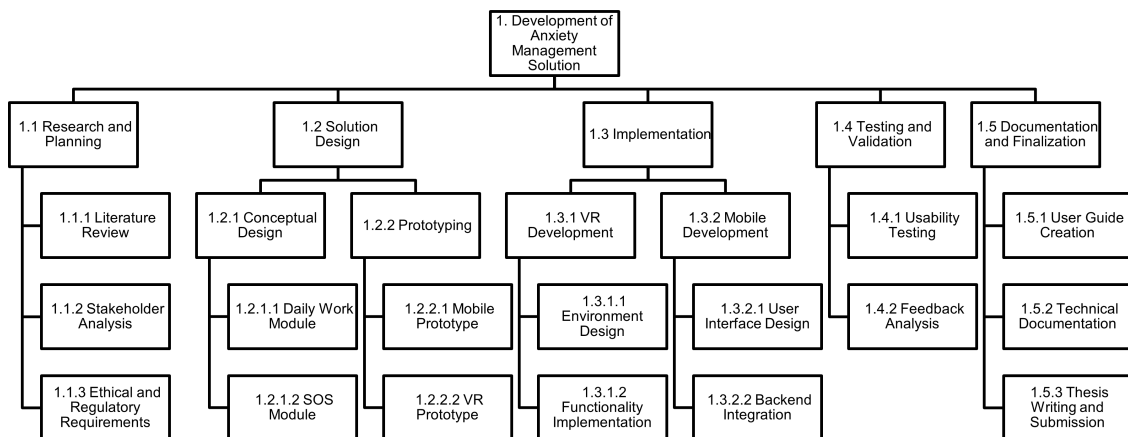 1. Development of
Anxiety
Management
Solution
1.1 Research and
Planning
1.2 Solution
Design
1.3 Implementation
1.4 Testing and
Validation
1.5 Documentation
and Finalization
1.1.1 Literature
Review
1.2.1 Conceptual
Design
1.2.2 Prototyping
1.3.1 VR
Development
1.3.2 Mobile
Development
1.4.1 Usability
Testing
1.5.1 User Guide
Creation
1.1.2 Stakeholder
Analysis
1.2.1.1 Daily Work
Module
1.2.2.1 Mobile
Prototype
1.3.1.1
Environment
Design
1.3.2.1 User
Interface Design
1.4.2 Feedback
Analysis
1.5.2 Technical
Documentation
1.1.3 Ethical and
Regulatory
Requirements
1.2.1.2 SOS
Module
1.2.2.2 VR
Prototype
1.3.1.2
Functionality
Implementation
1.3.2.2 Backend
Integration
1.5.3 Thesis
Writing and
Submission